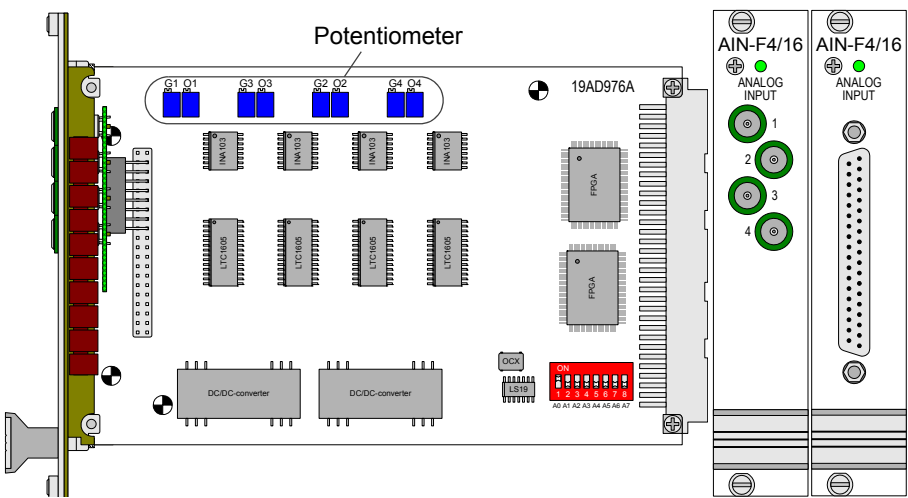 Potentiometer
G1 O1 G3 O3 G2 O2 G4 O4
19AD976A
INA103 INA103 INA103 INA103
LTC1605 LTC1605 LTC1605 LTC1605
FPGA
FPGA
OCX
LS19
DC/DC-converter DC/DC-converter
ON
1 2 3 4 5 6 7 8
A0 A1 A2 A3 A4 A5 A6 A7
AIN-F4/16
ANALOG
INPUT
1
2
3
4
AIN-F4/16
ANALOG
INPUT